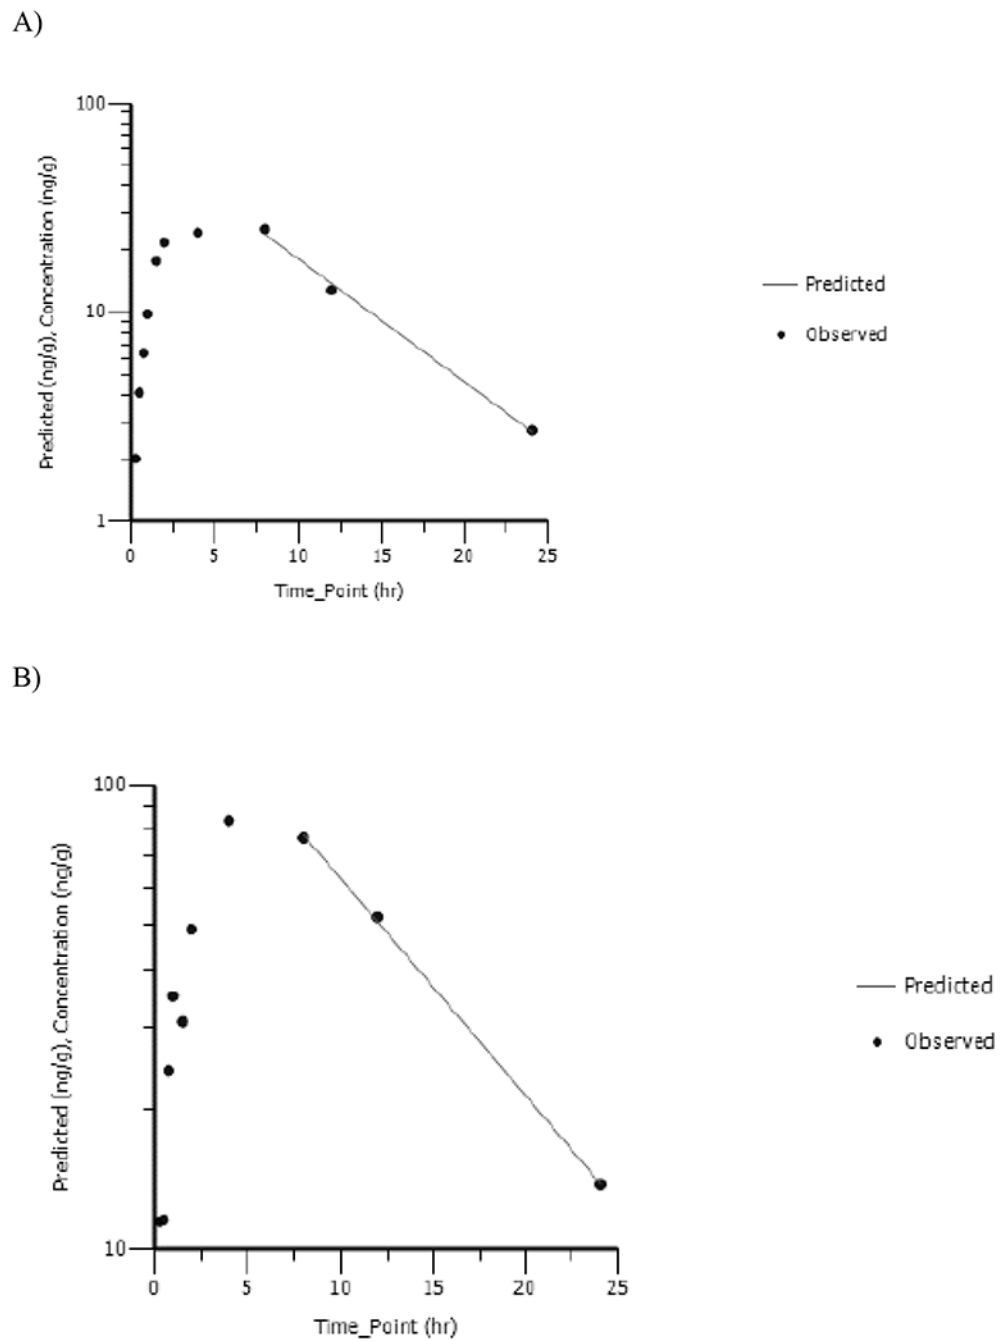 A)
100
10
1
0 5 10 15 20 25
Predicted (ng/g), Concentration (ng/g)
Time_Point (hr)
Predicted
Observed
B)
100
10
0 5 10 15 20 25
Predicted (ng/g), Concentration (ng/g)
Time_Point (hr)
Predicted
Observed